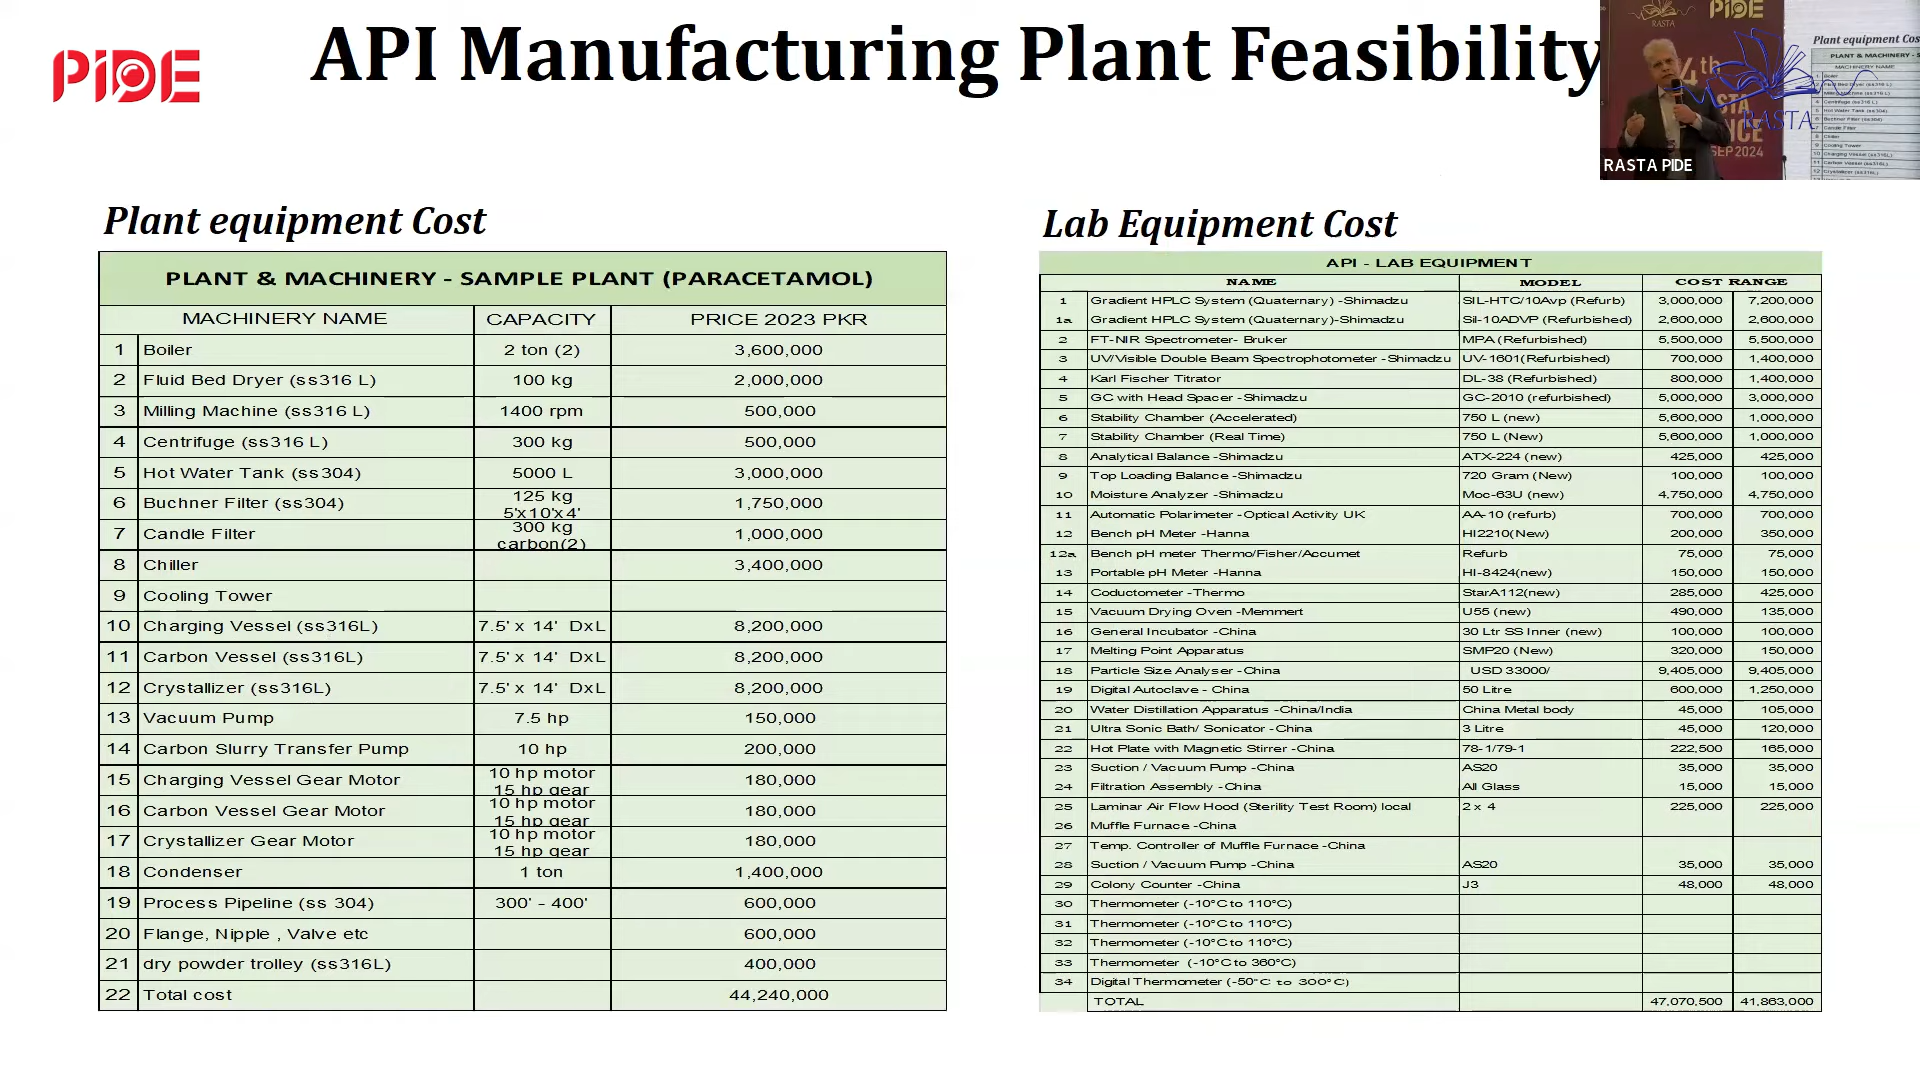 PIDE
API Manufacturing Plant Feasibility
RASTA
PIDE
4th
RASTA
SEP 2024
RASTA PIDE
Plant equipment Cost
PLANT & MACHINERY - SAMPLE PLANT (PARACETAMOL)
MACHINERY NAME CAPACITY PRICE 2023 PKR
1 Boiler 2 ton (2) 3,600,000
2 Fluid Bed Dryer (ss316 L) 100 kg 2,000,000
3 Milling Machine (ss316 L) 1400 rpm 500,000
4 Centrifuge (ss316 L) 300 kg 500,000
5 Hot Water Tank (ss304) 5000 L 3,000,000
6 Buchner Filter (ss304) 125 kg 5'x10'x4' 1,750,000
7 Candle Filter 300 kg carbon(2) 1,000,000
8 Chiller 3,400,000
9 Cooling Tower
10 Charging Vessel (ss316L) 7.5' x 14' DxL 8,200,000
11 Carbon Vessel (ss316L) 7.5' x 14' DxL 8,200,000
12 Crystallizer (ss316L) 7.5' x 14' DxL 8,200,000
13 Vacuum Pump 7.5 hp 150,000
14 Carbon Slurry Transfer Pump 10 hp 200,000
15 Charging Vessel Gear Motor 10 hp motor 15 hp gear 180,000
16 Carbon Vessel Gear Motor 10 hp motor 15 hp gear 180,000
17 Crystallizer Gear Motor 10 hp motor 15 hp gear 180,000
18 Condenser 1 ton 1,400,000
19 Process Pipeline (ss 304) 300' - 400' 600,000
20 Flange, Nipple , Valve etc 600,000
21 dry powder trolley (ss316L) 400,000
22 Total cost 44,240,000
Lab Equipment Cost
API - LAB EQUIPMENT
NAME MODEL COST RANGE
1 Gradient HPLC System (Quaternary) -Shimadzu SIL-HTC/10Avp (Refurb) 3,000,000 7,200,000
1a Gradient HPLC System (Quaternary)-Shimadzu Sil-10ADVP (Refurbished) 2,600,000 2,600,000
2 FT-NIR Spectrometer- Bruker MPA (Refurbished) 5,500,000 5,500,000
3 UV/Visible Double Beam Spectrophotometer -Shimadzu UV-1601(Refurbished) 700,000 1,400,000
4 Karl Fischer Titrator DL-38 (Refurbished) 800,000 1,400,000
5 GC with Head Spacer -Shimadzu GC-2010 (refurbished) 5,000,000 3,000,000
6 Stability Chamber (Accelerated) 750 L (new) 5,600,000 1,000,000
7 Stability Chamber (Real Time) 750 L (New) 5,600,000 1,000,000
8 Analytical Balance -Shimadzu ATX-224 (new) 425,000 425,000
9 Top Loading Balance -Shimadzu 720 Gram (New) 100,000 100,000
10 Moisture Analyzer -Shimadzu Moc-63U (new) 4,750,000 4,750,000
11 Automatic Polarimeter -Optical Activity UK AA-10 (refurb) 700,000 700,000
12 Bench pH Meter -Hanna HI2210(New) 200,000 350,000
12a Bench pH meter Thermo/Fisher/Accumet Refurb 75,000 75,000
13 Portable pH Meter -Hanna HI-8424(new) 150,000 150,000
14 Coductometer -Thermo StarA112(new) 285,000 425,000
15 Vacuum Drying Oven -Memmert U55 (new) 490,000 135,000
16 General Incubator -China 30 Ltr SS Inner (new) 100,000 100,000
17 Melting Point Apparatus SMP20 (New) 320,000 150,000
18 Particle Size Analyser -China USD 33000/ 9,405,000 9,405,000
19 Digital Autoclave - China 50 Litre 600,000 1,250,000
20 Water Distillation Apparatus -China/India China Metal body 45,000 105,000
21 Ultra Sonic Bath/ Sonicator -China 3 Litre 45,000 120,000
22 Hot Plate with Magnetic Stirrer -China 78-1/79-1 222,500 165,000
23 Suction / Vacuum Pump -China AS20 35,000 35,000
24 Filtration Assembly -China All Glass 15,000 15,000
25 Laminar Air Flow Hood (Sterility Test Room) local 2 x 4 225,000 225,000
26 Muffle Furnace -China
27 Temp. Controller of Muffle Furnace -China
28 Suction / Vacuum Pump -China AS20 35,000 35,000
29 Colony Counter -China J3 48,000 48,000
30 Thermometer (-10°C to 110°C)
31 Thermometer (-10°C to 110°C)
32 Thermometer (-10°C to 110°C)
33 Thermometer (-10°C to 360°C)
34 Digital Thermometer (-50°C to 300°C)
TOTAL 47,070,500 41,863,000